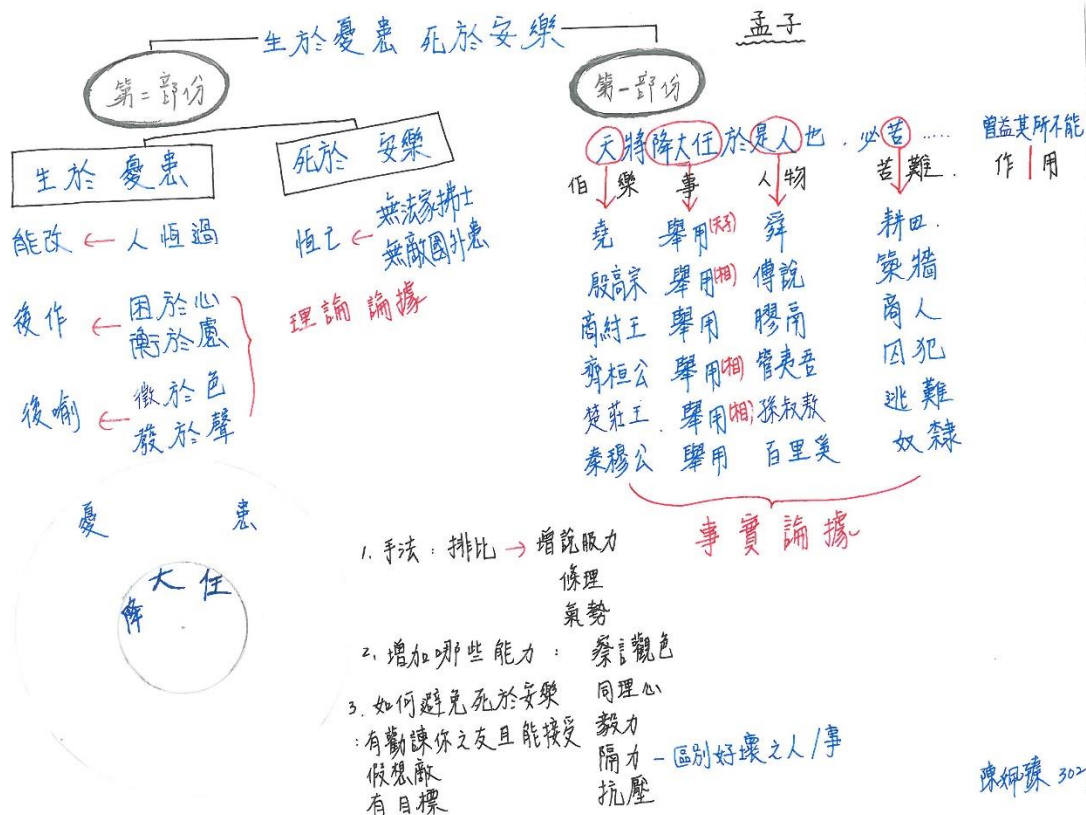 生於憂患 死於安樂
孟子
第一部份
天將降大任於是人也.必苦.....
曾益其所不能
伯樂 事 人物 苦難. 作用
堯 舉用(天子) 舜 耕田.
殷高宗 舉用(相) 傅說 築牆
商紂王 舉用 膠鬲 商人
齊桓公 舉用(相) 管夷吾 囚犯
楚莊王. 舉用(相) 孫叔敖 逃難
秦穆公 舉用 百里奚 奴隸
事實論據
第二部份
生於憂患
死於安樂
能改 ← 人恆過
後作 ← 困於心
衡於慮
後喻 ← 徵於色
發於聲
恆亡 ← 無法家拂士
無敵國外患
理論論據
憂患
降大任
1. 手法:排比→增說服力
條理
氣勢
2. 增加哪些能力:察言觀色
同理心
毅力
隔力-區別好壞之人/事
抗壓
3. 如何避免死於安樂
:有勸諫你之友且能接受
假想敵
有目標
302